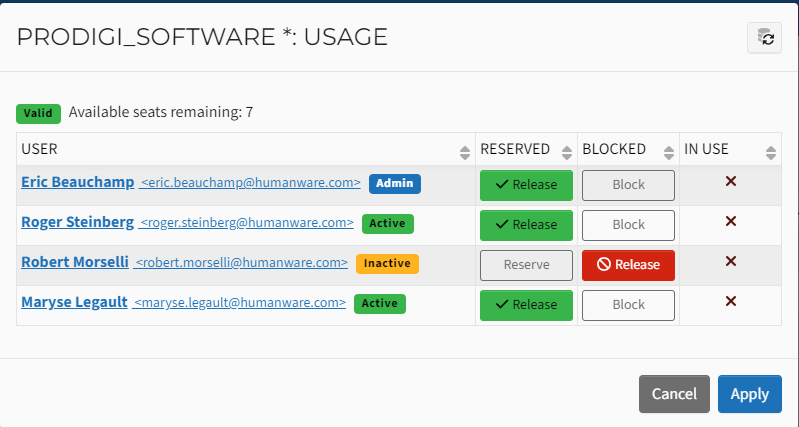 PRODIGI_SOFTWARE *: USAGE
Valid Available seats remaining: 7
USER RESERVED BLOCKED IN USE
Eric Beauchamp <eric.beauchamp@humanware.com> Admin Release Block
Roger Steinberg <roger.steinberg@humanware.com> Active Release Block
Robert Morselli <robert.morselli@humanware.com> Inactive Reserve Release
Maryse Legault <maryse.legault@humanware.com> Active Release Block
Cancel Apply